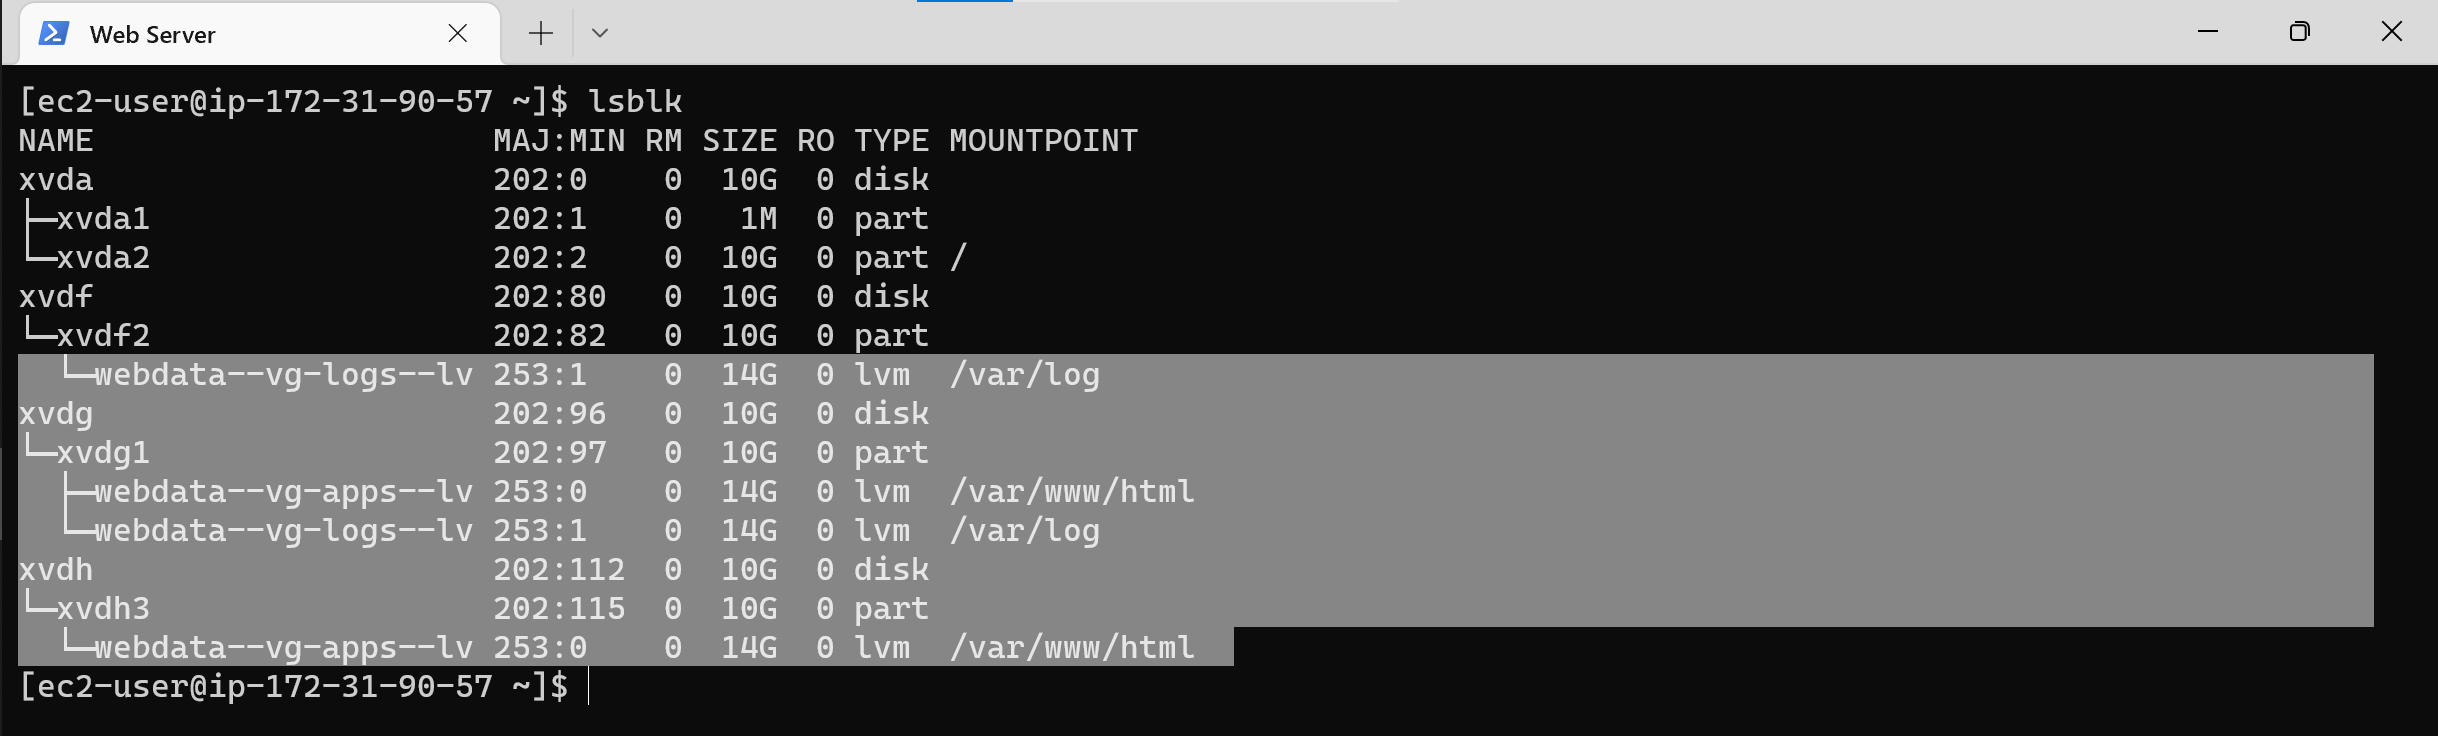 Web Server
[ec2-user@ip-172-31-90-57 ~]$ lsblk
NAME                     MAJ:MIN RM SIZE RO TYPE MOUNTPOINT
xvda                     202:0    0  10G  0 disk
├─xvda1                  202:1    0   1M  0 part
└─xvda2                  202:2    0  10G  0 part /
xvdf                     202:80   0  10G  0 disk
└─xvdf2                  202:82   0  10G  0 part
  └─webdata--vg-logs--lv 253:1    0  14G  0 lvm  /var/log
xvdg                     202:96   0  10G  0 disk
└─xvdg1                  202:97   0  10G  0 part
  ├─webdata--vg-apps--lv 253:0    0  14G  0 lvm  /var/www/html
  └─webdata--vg-logs--lv 253:1    0  14G  0 lvm  /var/log
xvdh                     202:112  0  10G  0 disk
└─xvdh3                  202:115  0  10G  0 part
  └─webdata--vg-apps--lv 253:0    0  14G  0 lvm  /var/www/html
[ec2-user@ip-172-31-90-57 ~]$